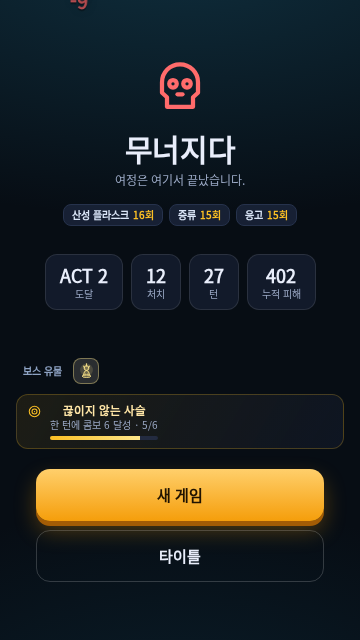 -9
무너지다
여정은 여기서 끝났습니다.
산성 플라스크 16회 증류 15회 응고 15회
ACT 2 12 27 402
도달 처치 턴 누적 피해
보스 유물
끊이지 않는 사슬
한 턴에 콤보 6 달성 · 5/6
새 게임
타이틀